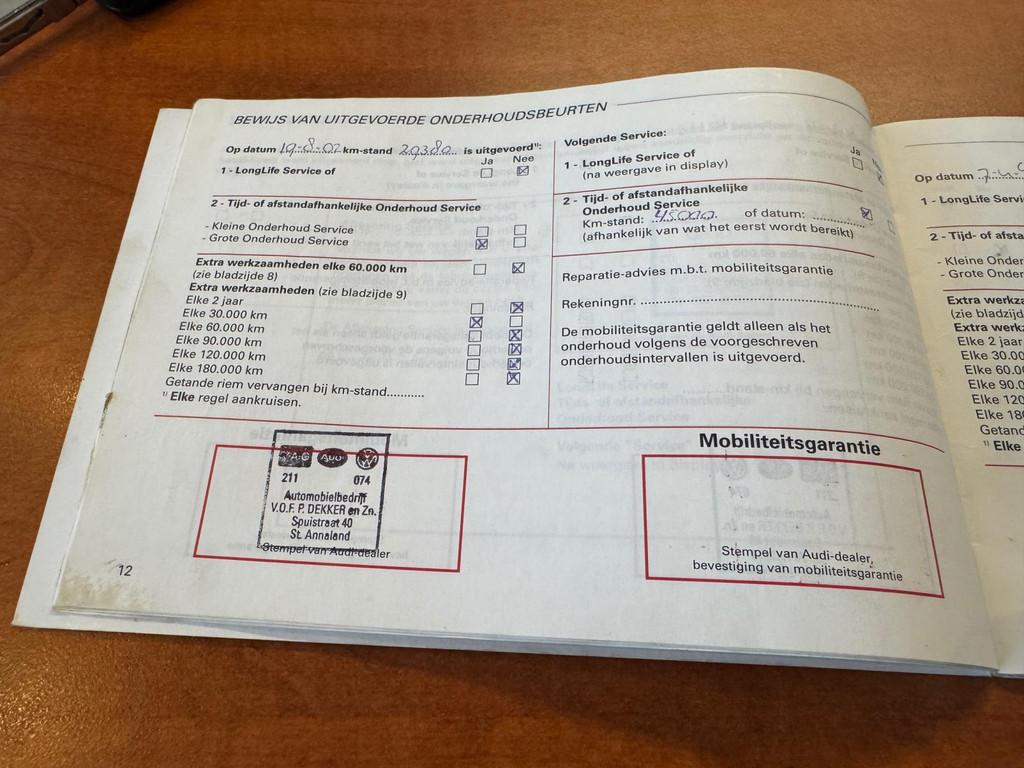 BEWIJS VAN UITGEVOERDE ONDERHOUDSBEURTEN
Op datum 19-8-02 km-stand 29380 is uitgevoerd¹⁾:
Ja Nee
1 - LongLife Service of
2 - Tijd- of afstandafhankelijke Onderhoud Service
- Kleine Onderhoud Service
- Grote Onderhoud Service
Extra werkzaamheden elke 60.000 km
(zie bladzijde 8)
Extra werkzaamheden (zie bladzijde 9)
Elke 2 jaar
Elke 30.000 km
Elke 60.000 km
Elke 90.000 km
Elke 120.000 km
Elke 180.000 km
Getande riem vervangen bij km-stand...........
¹⁾ Elke regel aankruisen.
Audi
211 074
Automobielbedrijf
V.O.F. P. DEKKER en Zn.
Spuistraat 40
St. Annaland
Stempel van Audi-dealer
12
Volgende Service:
Ja
1 - LongLife Service of
(na weergave in display)
2 - Tijd- of afstandafhankelijke
Onderhoud Service
Km-stand: 45000 of datum: .............
(afhankelijk van wat het eerst wordt bereikt)
Reparatie-advies m.b.t. mobiliteitsgarantie
Rekeningnr. ................................................................
De mobiliteitsgarantie geldt alleen als het
onderhoud volgens de voorgeschreven
onderhoudsintervallen is uitgevoerd.
Mobiliteitsgarantie
Stempel van Audi-dealer,
bevestiging van mobiliteitsgarantie
Op datum
1 - LongLife Servi
2 - Tijd- of afsta
- Kleine Onder
- Grote Onder
Extra werkz
(zie bladzijd
Extra werk
Elke 2 jaar
Elke 30.00
Elke 60.0
Elke 90.0
Elke 120
Elke 18
Getand
¹⁾ Elke